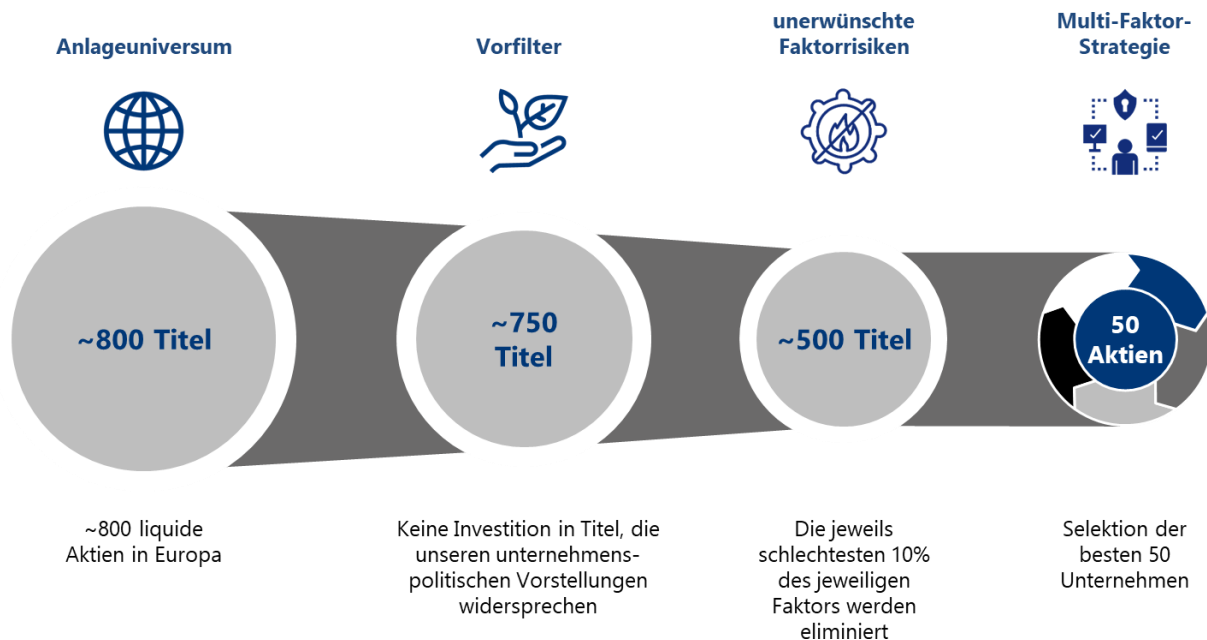 Anlageuniversum
Vorfilter
unerwünschte
Faktorrisiken
Multi-Faktor-
Strategie
~800 Titel
~750
Titel
~500 Titel
50
Aktien
~800 liquide
Aktien in Europa
Keine Investition in Titel, die
unseren unternehmens-
politischen Vorstellungen
widersprechen
Die jeweils
schlechtesten 10%
des jeweiligen
Faktors werden
eliminiert
Selektion der
besten 50
Unternehmen